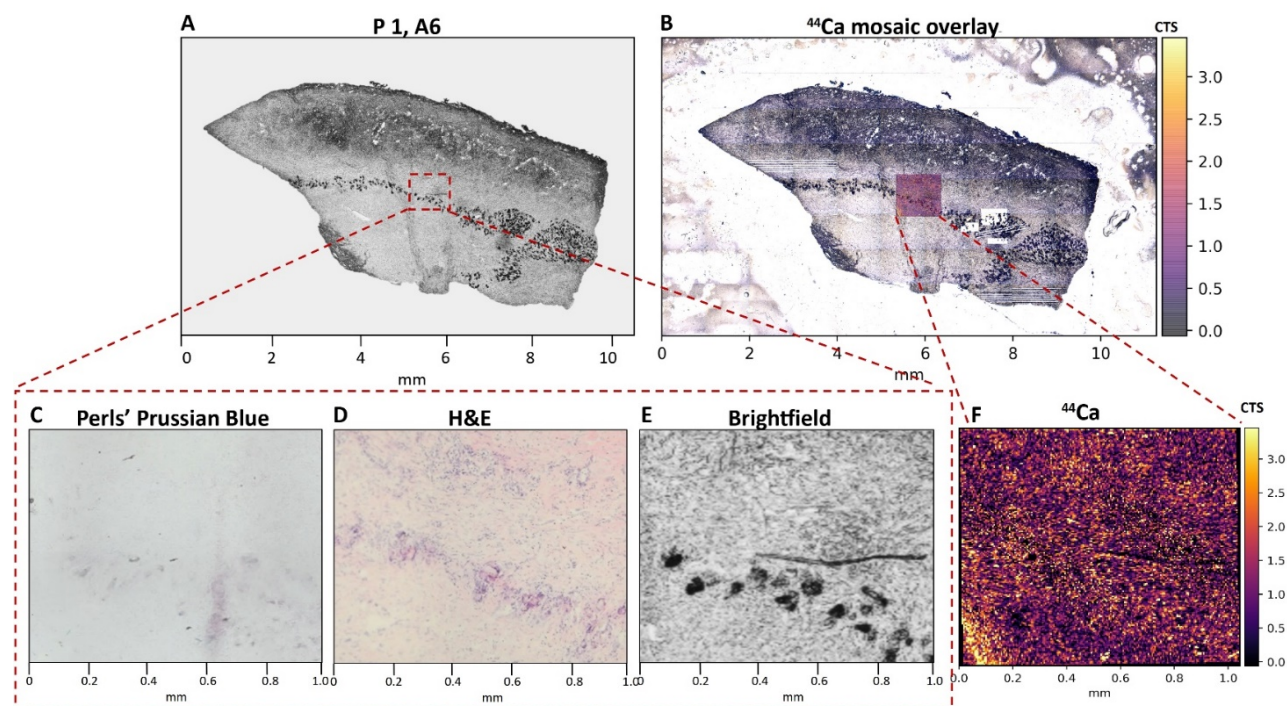 A P 1, A6
B ⁴⁴Ca mosaic overlay CTS
3.0
2.5
2.0
1.5
1.0
0.5
0.0
0 2 4 6 8 10
mm
0 2 4 6 8 10
mm
C Perls' Prussian Blue
D H&E
E Brightfield
F ⁴⁴Ca CTS
3.0
2.5
2.0
1.5
1.0
0.5
0.0
0 0.2 0.4 0.6 0.8 1.0
mm
0 0.2 0.4 0.6 0.8 1.0
mm
0 0.2 0.4 0.6 0.8 1.0
mm
0.0 0.2 0.4 0.6 0.8 1.0
mm